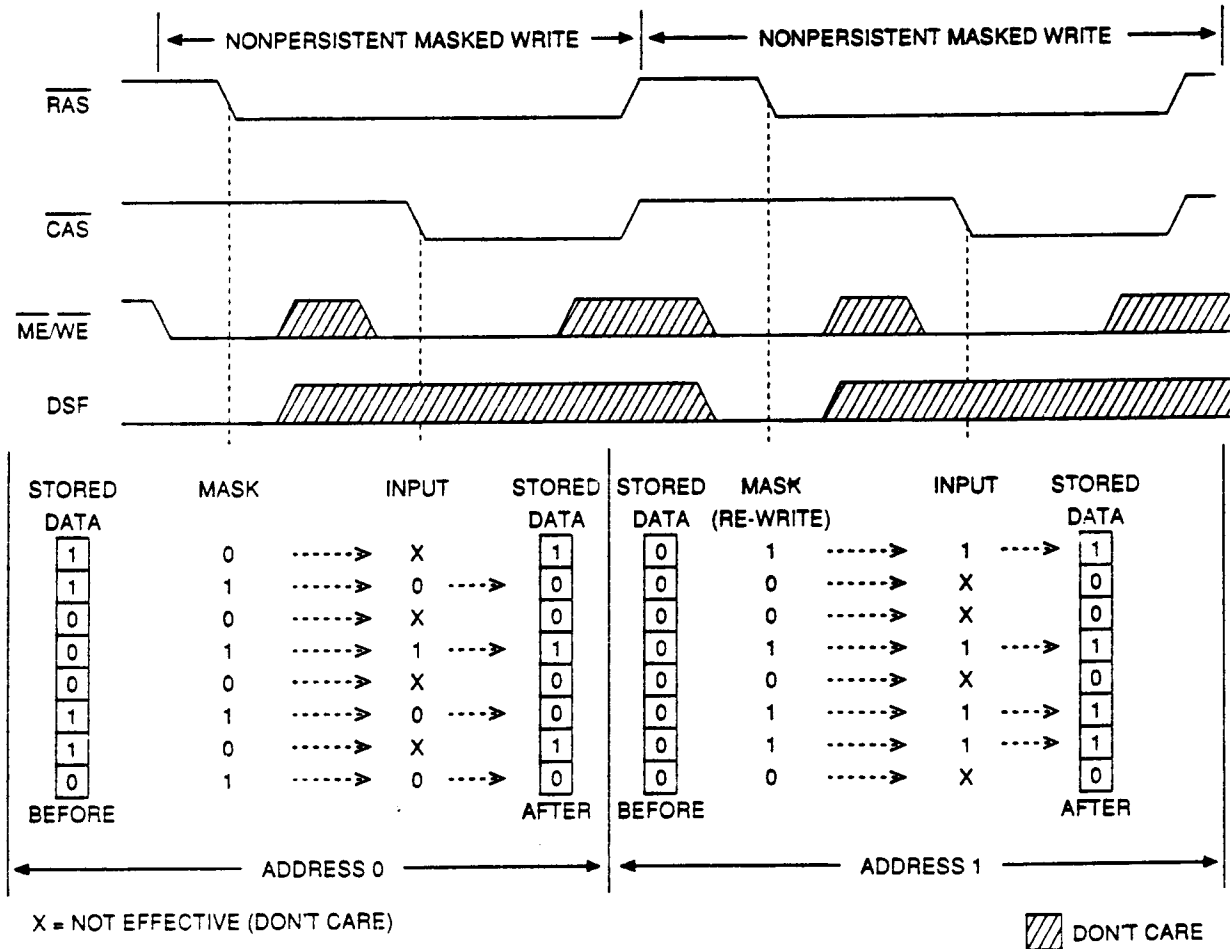 NONPERSISTENT MASKED WRITE NONPERSISTENT MASKED WRITE
RAS
CAS
ME/WE
DSF
STORED DATA MASK INPUT STORED DATA STORED DATA MASK (RE-WRITE) INPUT STORED DATA
1 0 X 1 0 1 1 1
1 1 0 0 0 0 X 0
0 0 X 0 0 0 X 0
0 1 1 1 0 1 1 1
0 0 X 0 0 0 X 0
1 1 0 0 0 1 1 1
1 0 X 1 0 1 1 1
0 1 0 0 0 0 X 0
BEFORE AFTER BEFORE AFTER
ADDRESS 0 ADDRESS 1
X = NOT EFFECTIVE (DON'T CARE)
DON'T CARE